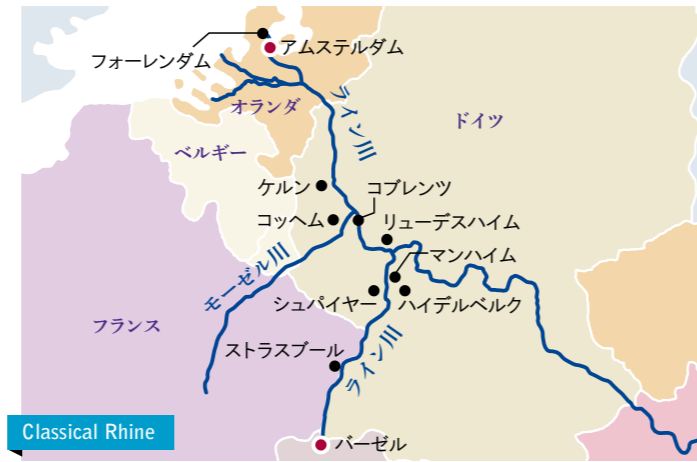 アムステルダム
フォーレンダム
オランダ
ライン川
ドイツ
ベルギー
ケルン
コブレンツ
コッヘム
リューデスハイム
マンハイム
モーゼル川
シュパイヤー
ハイデルベルク
フランス
ストラスブール
ライン川
Classical Rhine
バーゼル